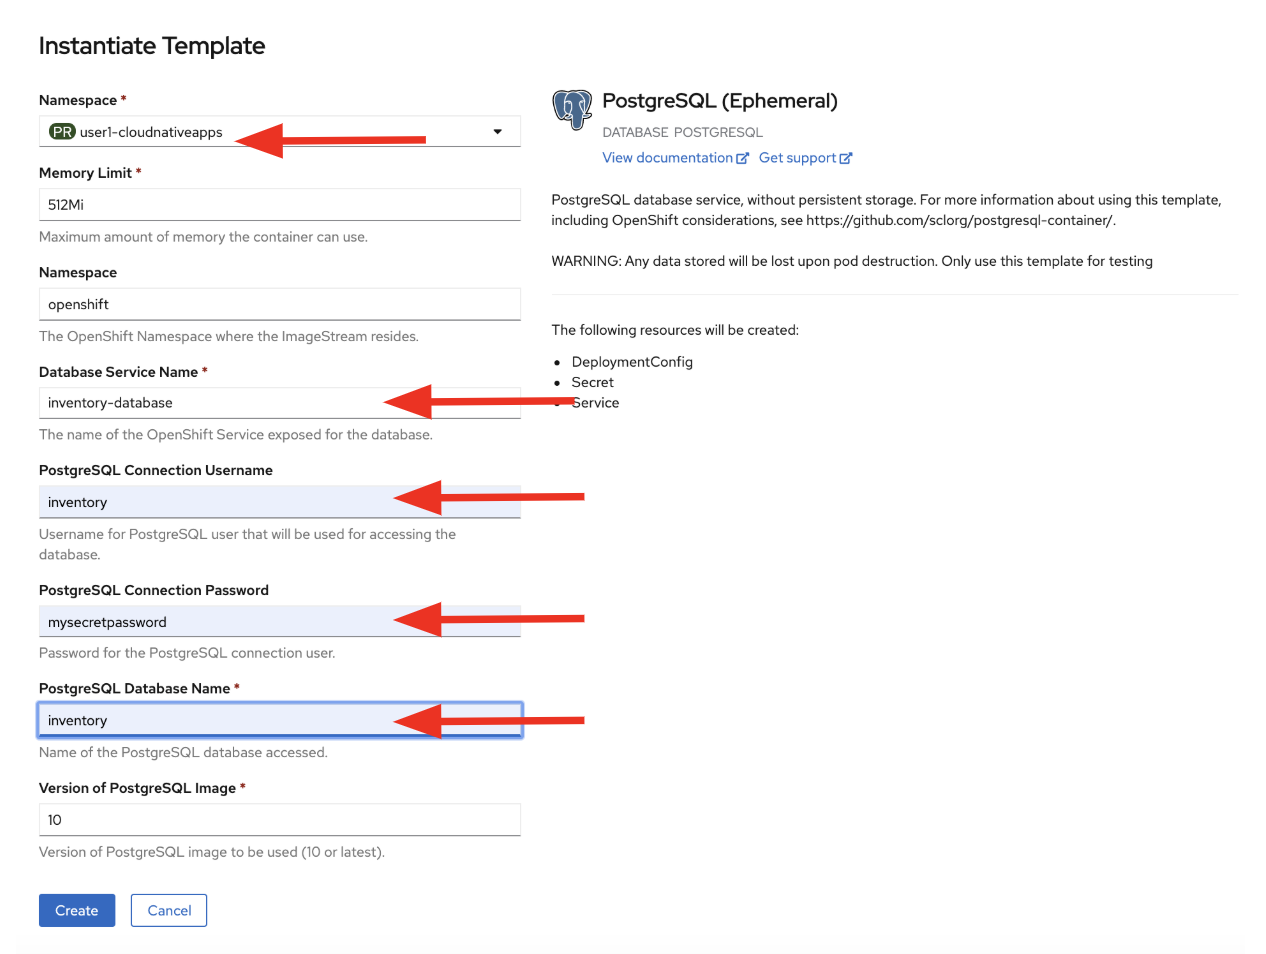 Instantiate Template
Namespace *
PR user1-cloudnativeapps
Memory Limit *
512Mi
Maximum amount of memory the container can use.
Namespace
openshift
The OpenShift Namespace where the ImageStream resides.
Database Service Name *
inventory-database
The name of the OpenShift Service exposed for the database.
PostgreSQL Connection Username
inventory
Username for PostgreSQL user that will be used for accessing the
database.
PostgreSQL Connection Password
mysecretpassword
Password for the PostgreSQL connection user.
PostgreSQL Database Name *
inventory
Name of the PostgreSQL database accessed.
Version of PostgreSQL Image *
10
Version of PostgreSQL image to be used (10 or latest).
Create Cancel
PostgreSQL (Ephemeral)
DATABASE POSTGRESQL
View documentation Get support
PostgreSQL database service, without persistent storage. For more information about using this template,
including OpenShift considerations, see https://github.com/sclorg/postgresql-container/.
WARNING: Any data stored will be lost upon pod destruction. Only use this template for testing
The following resources will be created:
• DeploymentConfig
• Secret
• Service